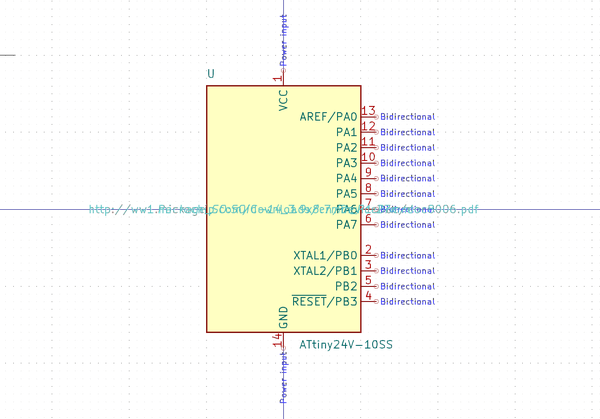 Power input
U
1
VCC
AREF/PA0 13 Bidirectional
PA1 12 Bidirectional
PA2 11 Bidirectional
PA3 10 Bidirectional
PA4 9 Bidirectional
PA5 8 Bidirectional
7
PA7 6 Bidirectional
XTAL1/PB0 2 Bidirectional
XTAL2/PB1 3 Bidirectional
PB2 5 Bidirectional
RESET/PB3 4 Bidirectional
GND
14
ATtiny24V-10SS
Power input